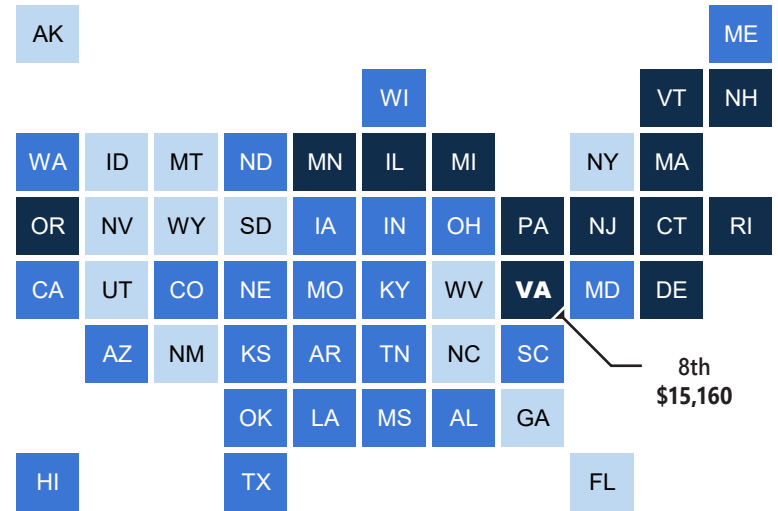 AK ME
WI VT NH
WA ID MT ND MN IL MI NY MA
OR NV WY SD IA IN OH PA NJ CT RI
CA UT CO NE MO KY WV VA MD DE
AZ NM KS AR TN NC SC
8th
$15,160
OK LA MS AL GA
HI TX FL